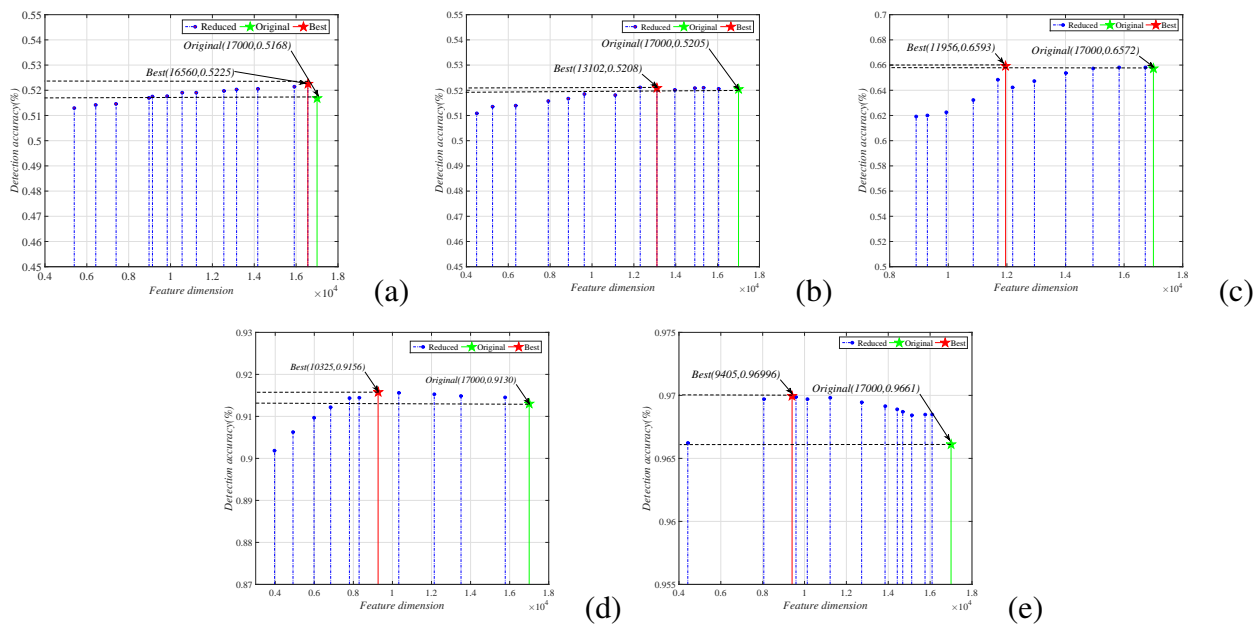 Reduced Original Best
Original(17000,0.5168)
Best(16560,0.5225)
Detection accuracy(%)
0.55
0.54
0.53
0.52
0.51
0.5
0.49
0.48
0.47
0.46
0.45
0.4 0.6 0.8 1 1.2 1.4 1.6 1.8
Feature dimension
×10⁴
(a)
Reduced Original Best
Original(17000,0.5205)
Best(13102,0.5208)
Detection accuracy(%)
0.55
0.54
0.53
0.52
0.51
0.5
0.49
0.48
0.47
0.46
0.45
0.4 0.6 0.8 1 1.2 1.4 1.6 1.8
Feature dimension
×10⁴
(b)
Reduced Original Best
Best(11956,0.6593)
Original(17000,0.6572)
Detection accuracy(%)
0.7
0.68
0.66
0.64
0.62
0.6
0.58
0.56
0.54
0.52
0.5
0.8 1 1.2 1.4 1.6 1.8
Feature dimension
×10⁴
(c)
Reduced Original Best
Best(10325,0.9156)
Original(17000,0.9130)
Detection accuracy(%)
0.93
0.92
0.91
0.9
0.89
0.88
0.87
0.4 0.6 0.8 1 1.2 1.4 1.6 1.8
Feature dimension
×10⁴
(d)
Reduced Original Best
Best(9405,0.96996)
Original(17000,0.9661)
Detection accuracy(%)
0.975
0.97
0.965
0.96
0.955
0.4 0.6 0.8 1 1.2 1.4 1.6 1.8
Feature dimension
×10⁴
(e)